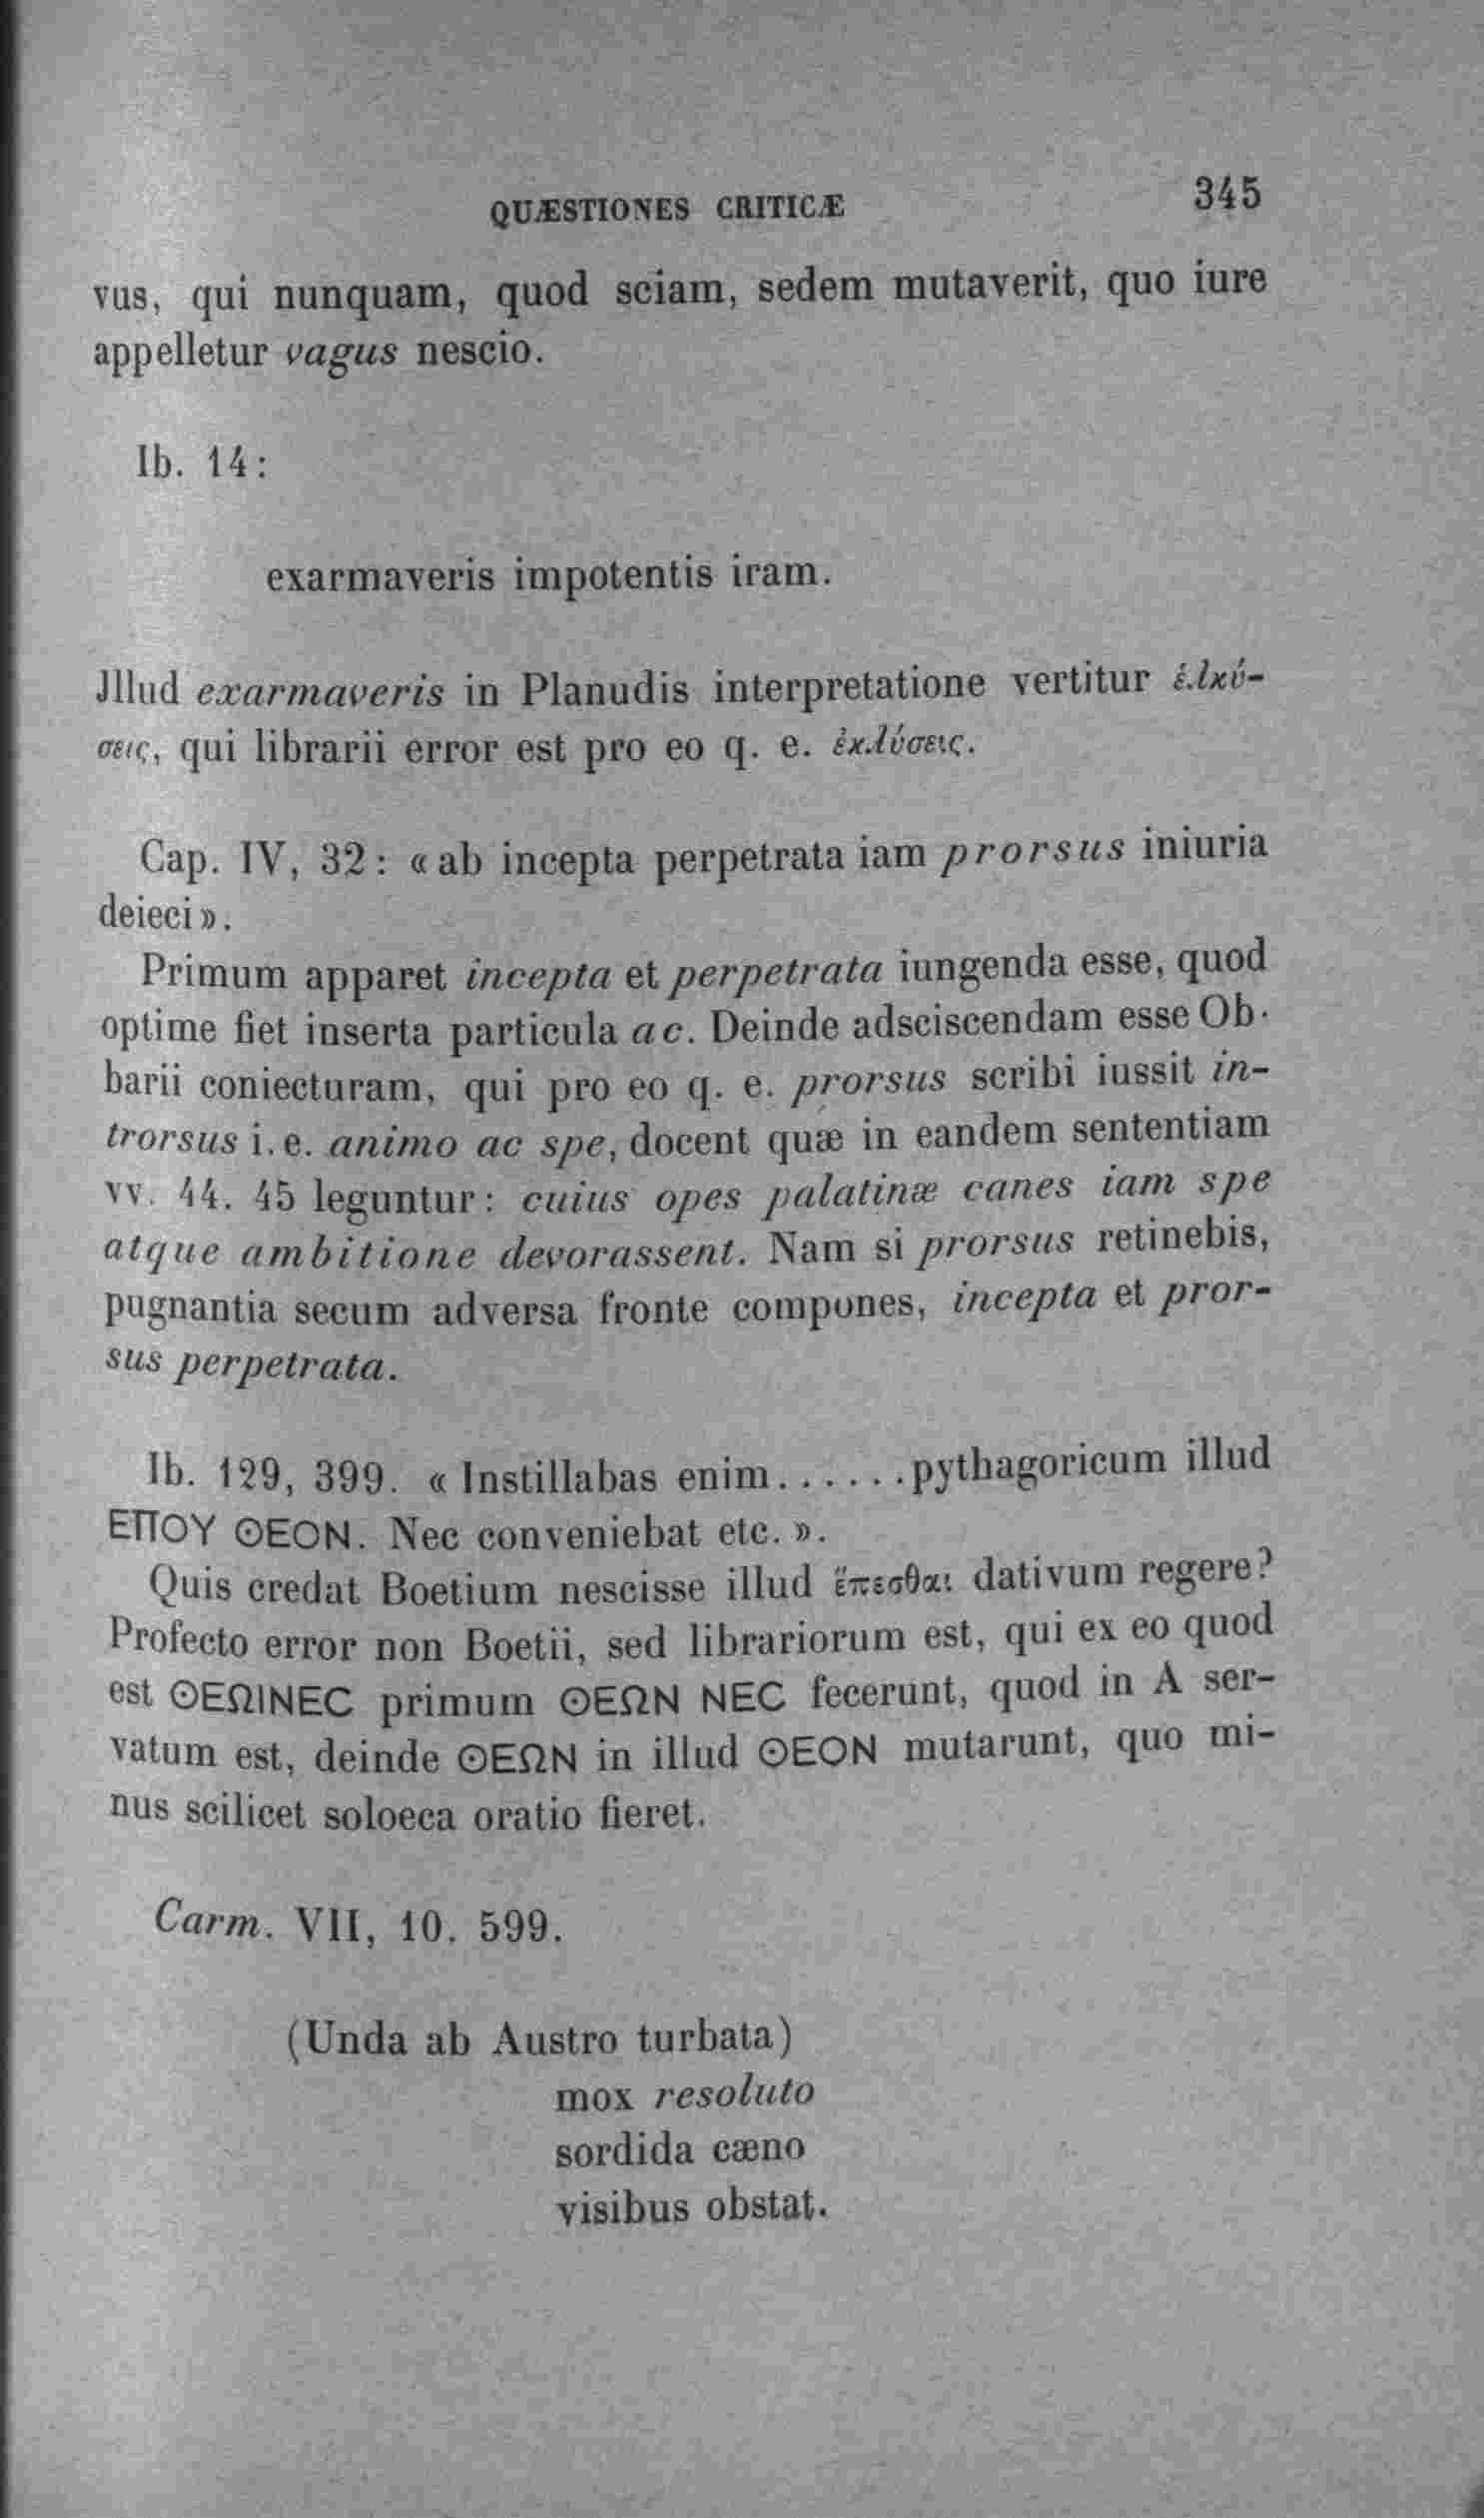 QUÆSTIONES CRITICÆ 345
vus, qui nunquam, quod sciam, sedem mutaverit, quo iure
appelletur vagus nescio.
Ib. 14:
exarmaveris impotentis iram.
Illud exarmaveris in Planudis interpretatione vertitur ἑλκύ-
σεις, qui librarii error est pro eo q. e. ἐκλύσεις.
Cap. IV, 32: «ab incepta perpetrata iam prorsus iniuria
deieci».
Primum apparet incepta et perpetrata iungenda esse, quod
optime fiet inserta particula ac. Deinde adsciscendam esse Ob-
barii coniecturam, qui pro eo q. e. prorsus scribi iussit in-
trorsus i. e. animo ac spe, docent quæ in eandem sententiam
vv. 44. 45 leguntur: cuius opes palatinæ canes iam spe
atque ambitione devorassent. Nam si prorsus retinebis,
pugnantia secum adversa fronte compones, incepta et pror-
sus perpetrata.
Ib. 129, 399. «Instillabas enim......pythagoricum illud
ΕΠΟΥ ΘΕΟΝ. Nec conveniebat etc.».
Quis credat Boetium nescisse illud ἕπεσθαι dativum regere?
Profecto error non Boetii, sed librariorum est, qui ex eo quod
est ΘΕΩΙNEC primum ΘΕΩN NEC fecerunt, quod in A ser-
vatum est, deinde ΘΕΩN in illud ΘΕΟΝ mutarunt, quo mi-
nus scilicet soloeca oratio fieret.
Carm. VII, 10. 599.
(Unda ab Austro turbata)
mox resoluto
sordida cæno
visibus obstat.